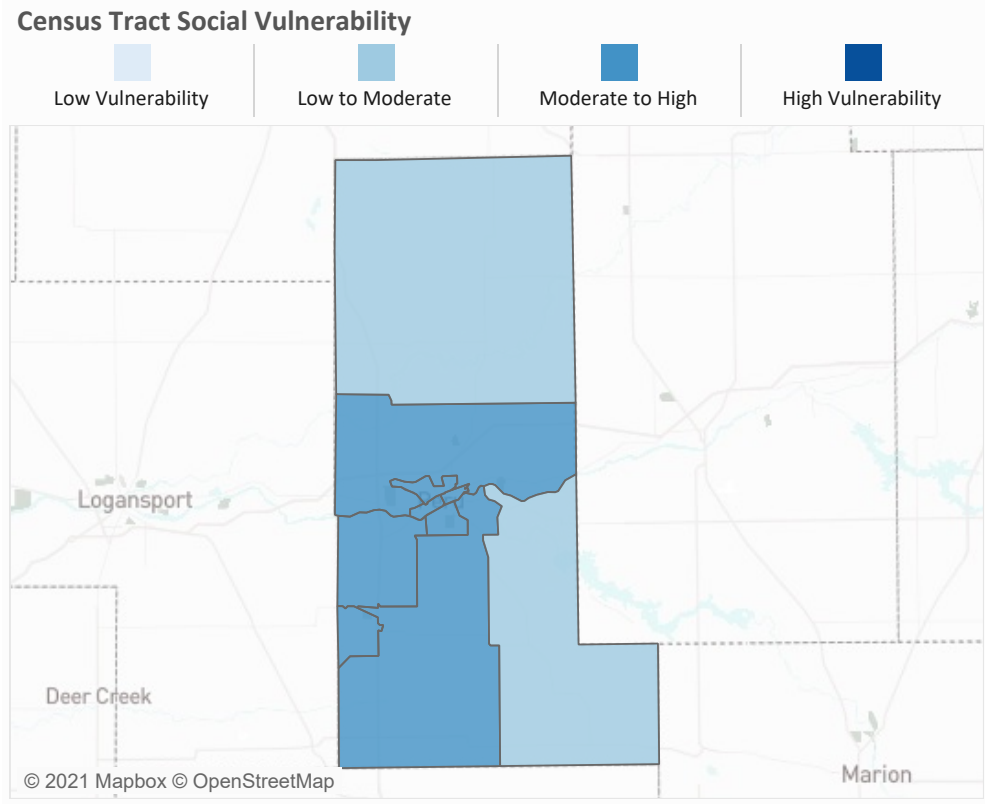 Census Tract Social Vulnerability
Low Vulnerability
Low to Moderate
Moderate to High
High Vulnerability
Logansport
Deer Creek
Marion
© 2021 Mapbox © OpenStreetMap